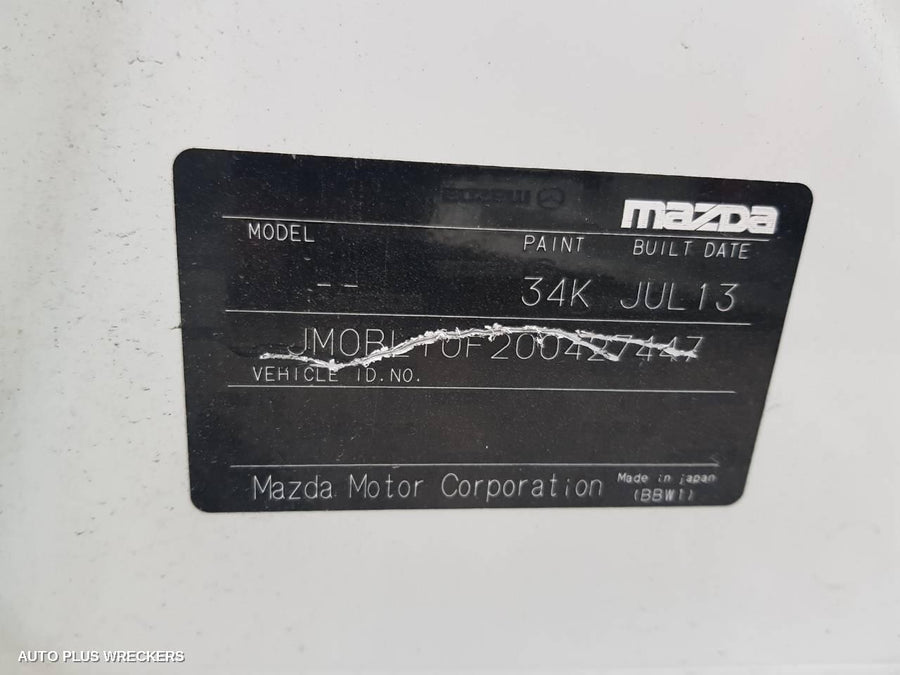 mazda
MODEL PAINT BUILT DATE
-- 34K JUL13
JM0BL10F200427447
VEHICLE ID.NO.
Mazda Motor Corporation Made in japan
(BBW1)
AUTO PLUS WRECKERS